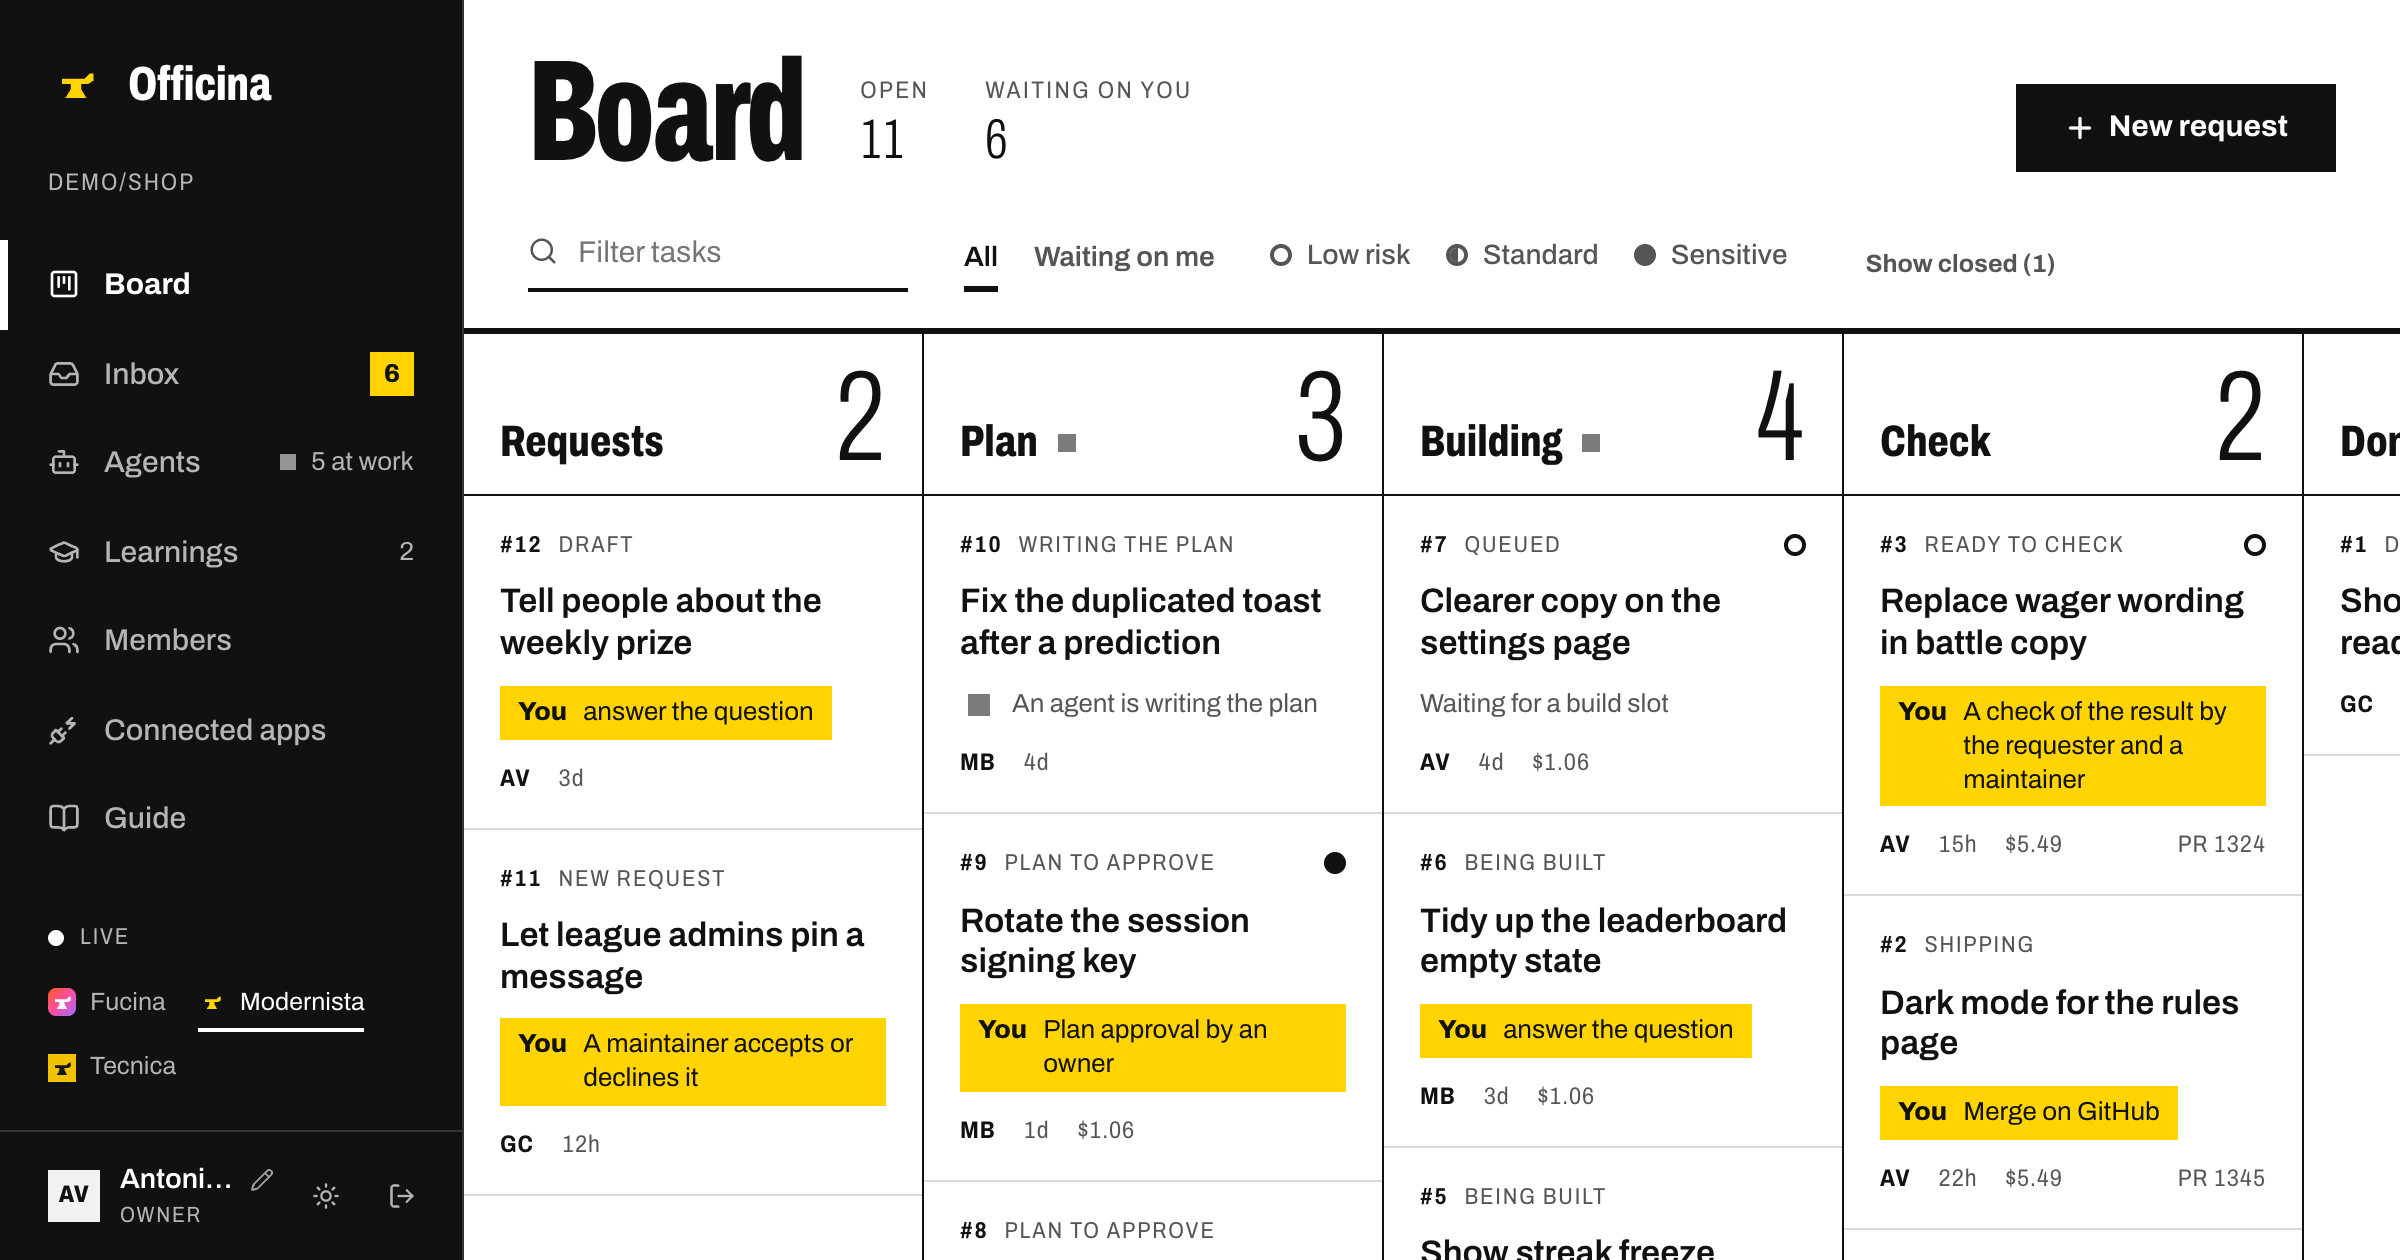 Officina
DEMO/SHOP
Board
Inbox 6
Agents 5 at work
Learnings 2
Members
Connected apps
Guide
LIVE
Fucina Modernista
Tecnica
AV Antoni...
OWNER
Board
OPEN
11
WAITING ON YOU
6
+ New request
Filter tasks
All Waiting on me Low risk Standard Sensitive Show closed (1)
Requests 2
#12 DRAFT
Tell people about the
weekly prize
You answer the question
AV 3d
#11 NEW REQUEST
Let league admins pin a
message
You A maintainer accepts or
declines it
GC 12h
Plan 3
#10 WRITING THE PLAN
Fix the duplicated toast
after a prediction
An agent is writing the plan
MB 4d
#9 PLAN TO APPROVE
Rotate the session
signing key
You Plan approval by an
owner
MB 1d $1.06
#8 PLAN TO APPROVE
Building 4
#7 QUEUED
Clearer copy on the
settings page
Waiting for a build slot
AV 4d $1.06
#6 BEING BUILT
Tidy up the leaderboard
empty state
You answer the question
MB 3d $1.06
#5 BEING BUILT
Show streak freeze
Check 2
#3 READY TO CHECK
Replace wager wording
in battle copy
You A check of the result by
the requester and a
maintainer
AV 15h $5.49 PR 1324
#2 SHIPPING
Dark mode for the rules
page
You Merge on GitHub
AV 22h $5.49 PR 1345
#1
GC